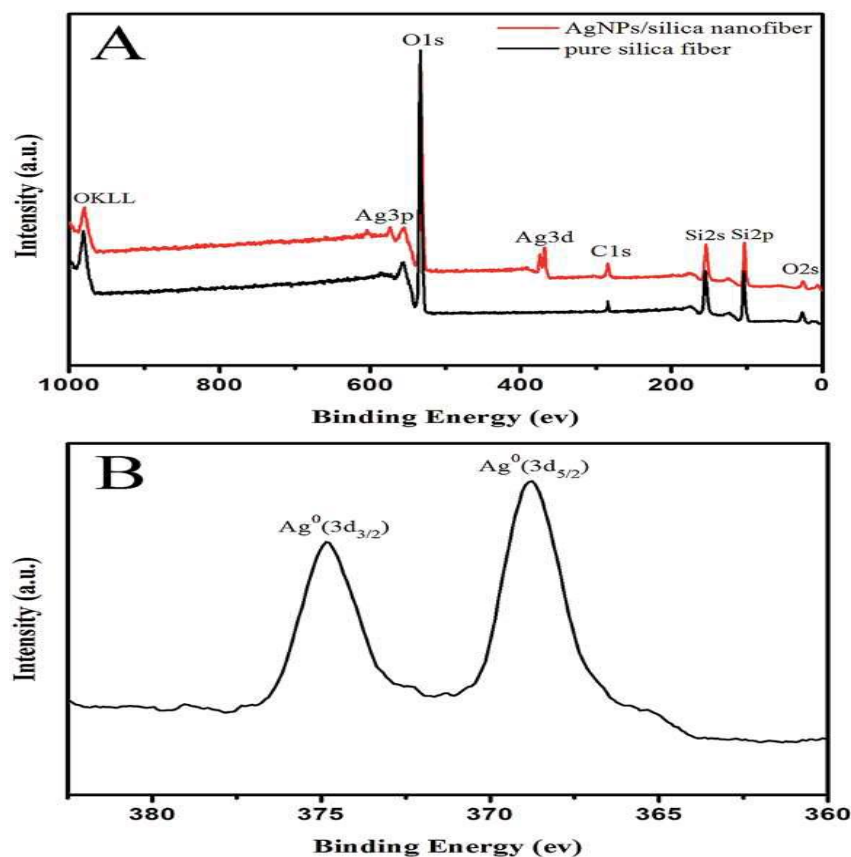 A
AgNPs/silica nanofiber
pure silica fiber
O1s
OKLL
Ag3p
Ag3d
C1s
Si2s
Si2p
O2s
Intensity (a.u.)
1000 800 600 400 200 0
Binding Energy (ev)
B
Ag⁰(3d₅/₂)
Ag⁰(3d₃/₂)
Intensity (a.u.)
380 375 370 365 360
Binding Energy (ev)